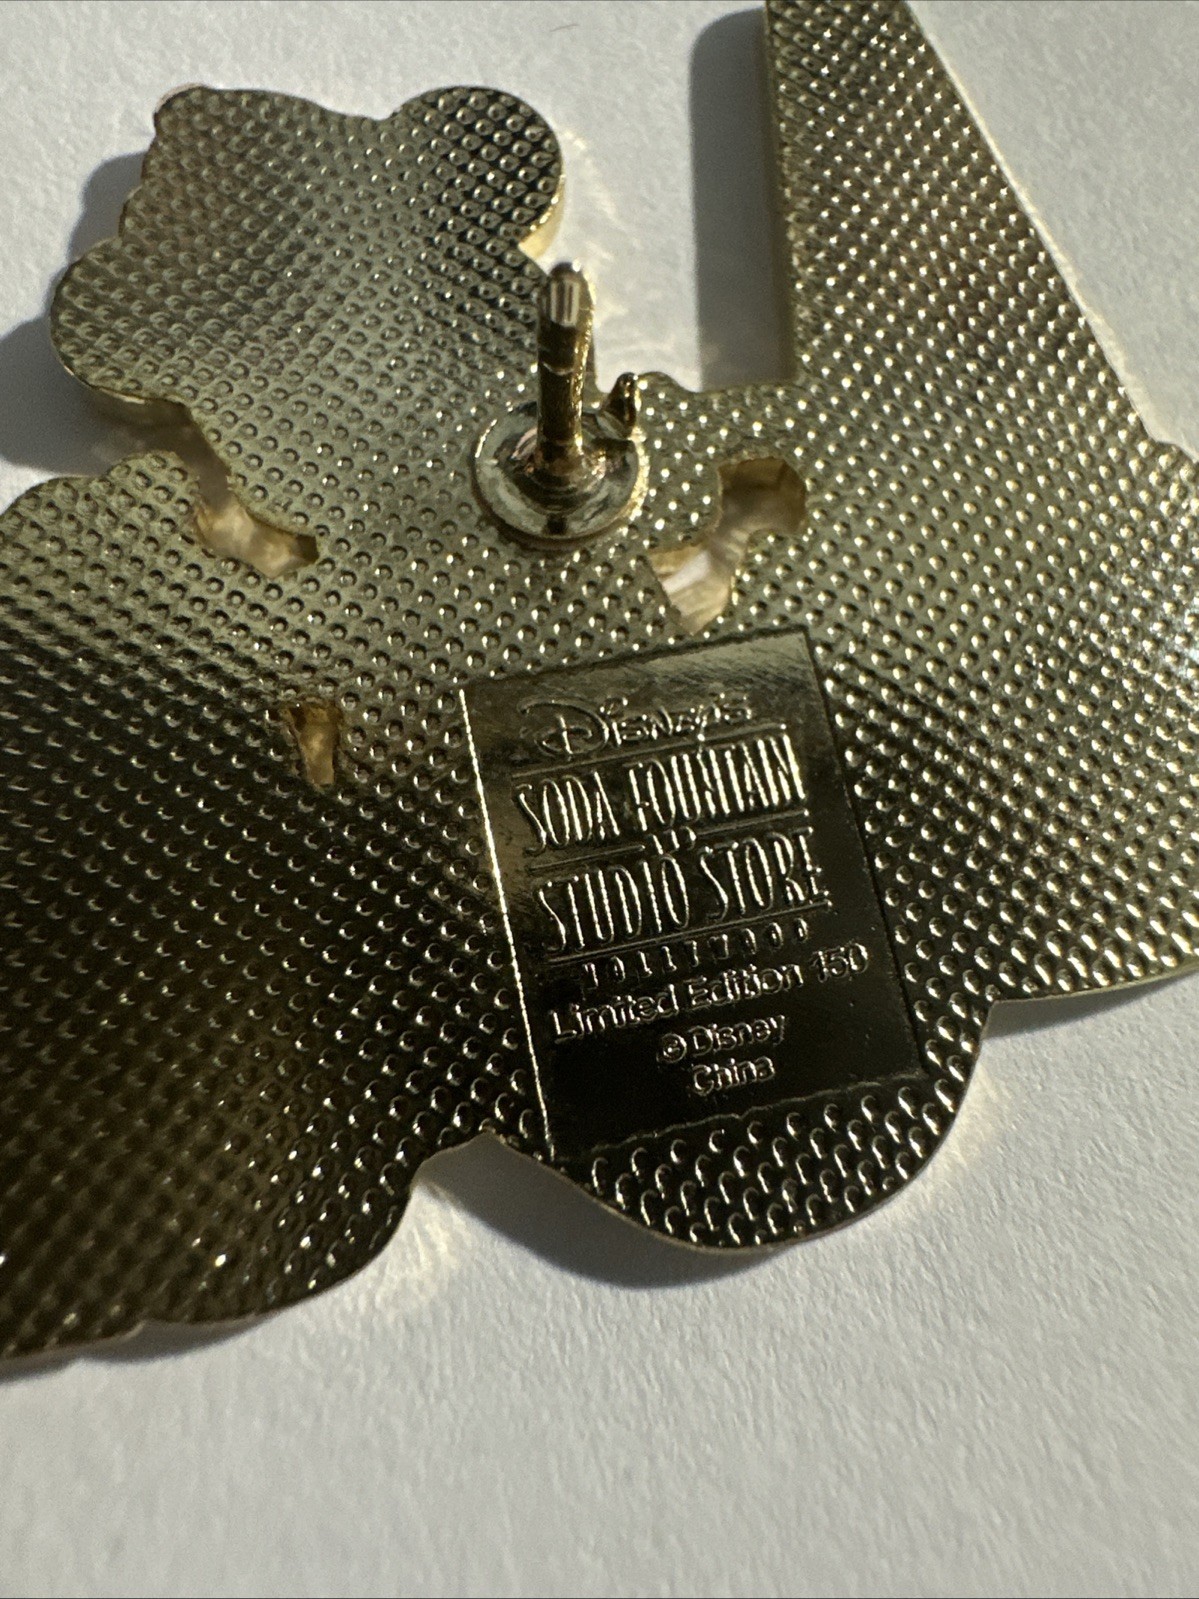 Disney's
SODA FOUNTAIN
STUDIO STORE
HOLLYWOOD
Limited Edition 150
© Disney
China